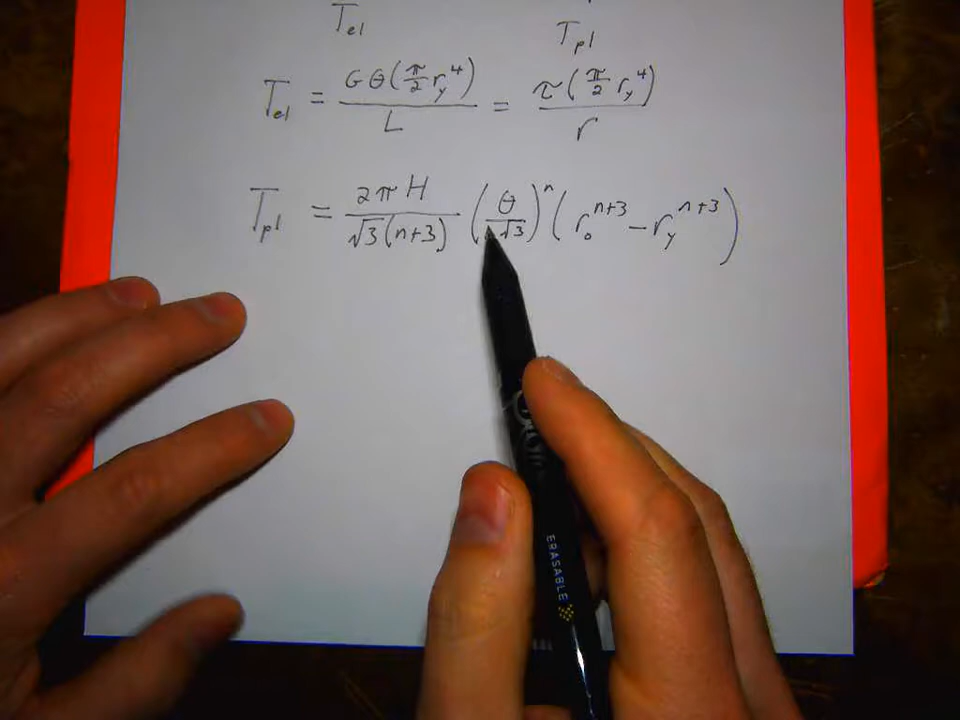 T_el T_pl
T_el = Gθ(π/2 r_y^4) / L = τ(π/2 r_y^4) / r
T_pl = 2πH / √3(n+3) (θ / √3)^n (r_o^{n+3} - r_y^{n+3})
ERASABLE